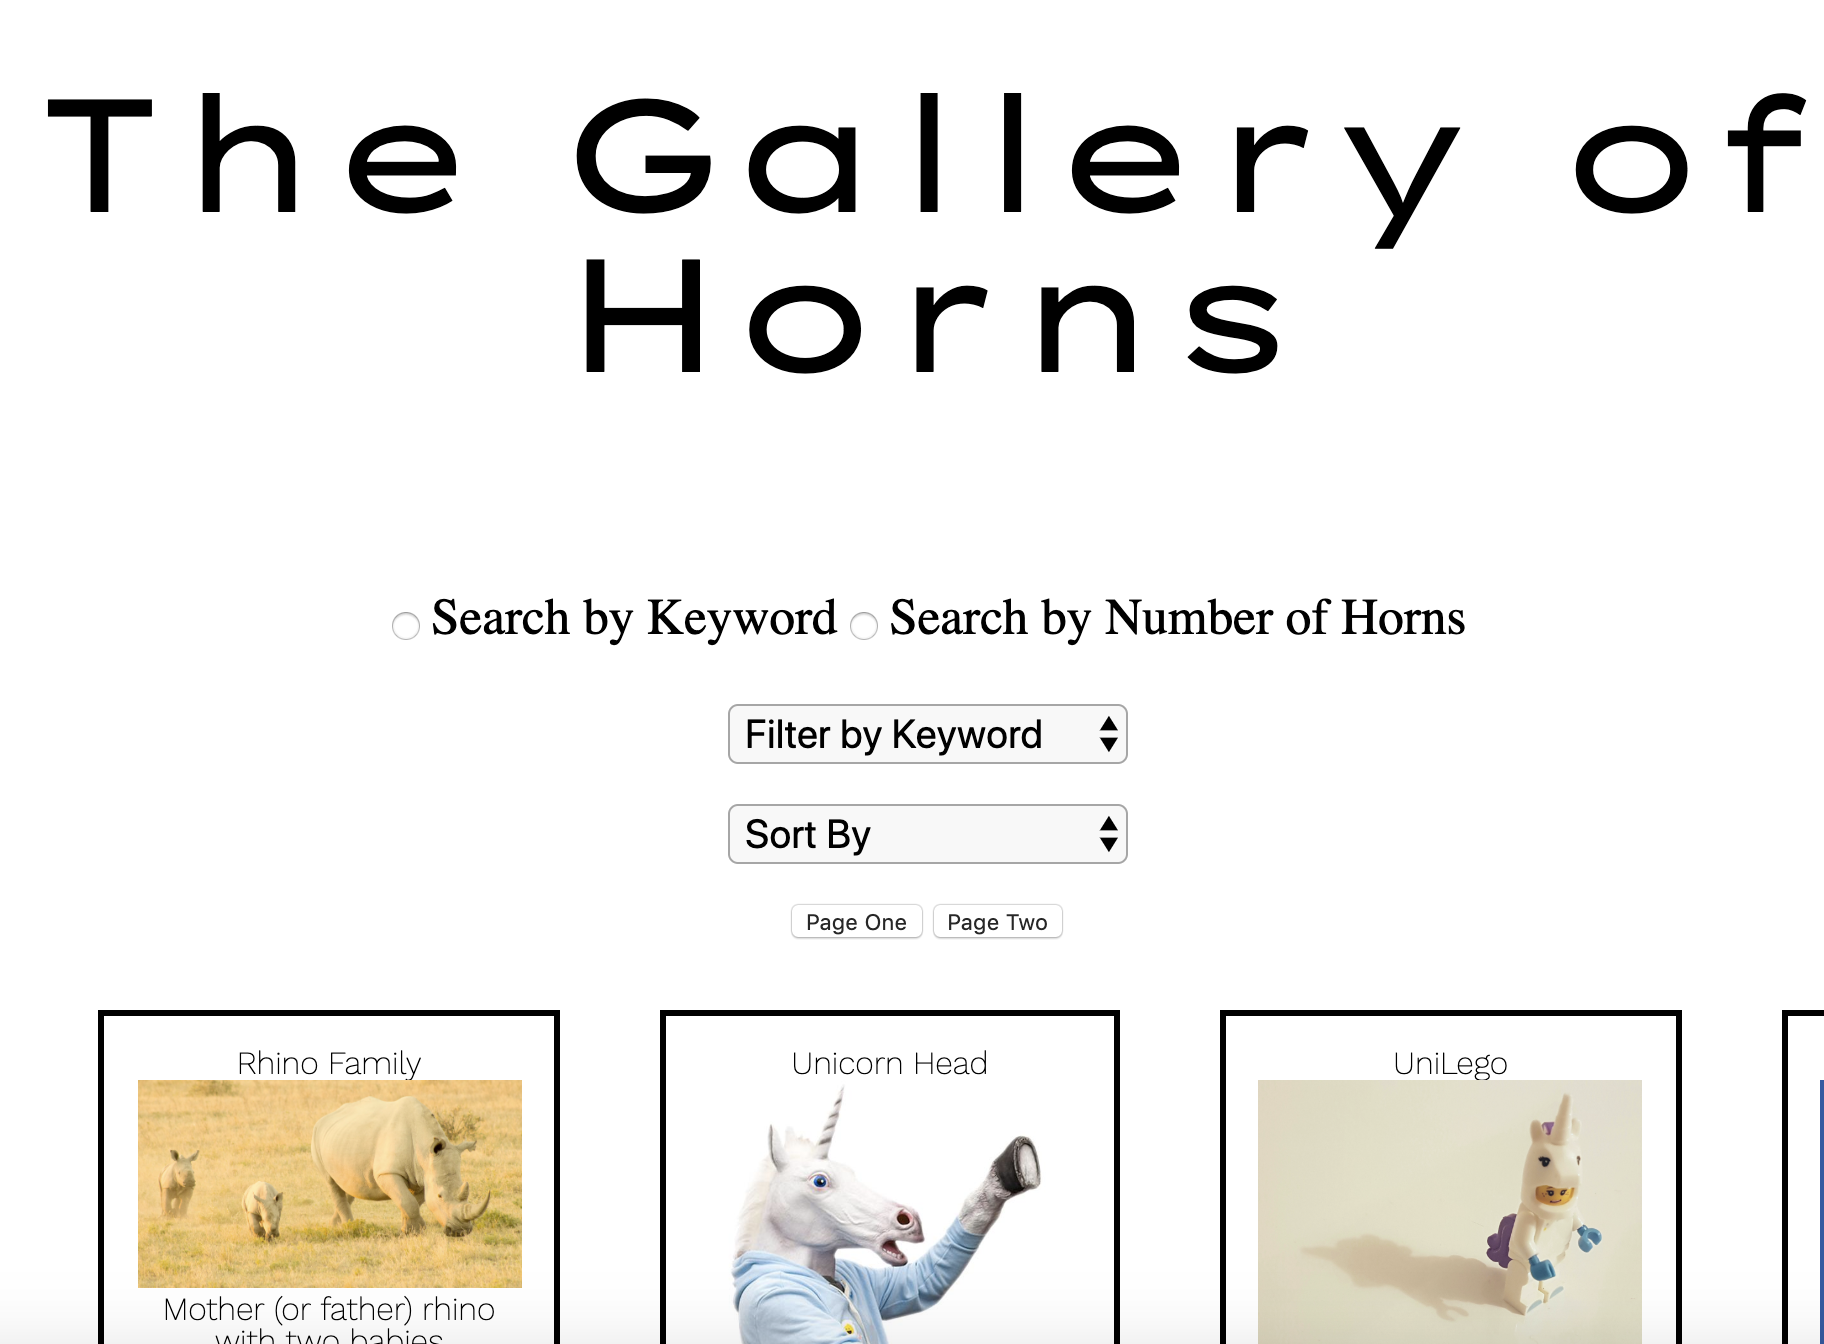 The Gallery of
Horns
Search by Keyword Search by Number of Horns
Filter by Keyword
Sort By
Page One Page Two
Rhino Family
Unicorn Head
UniLego
Mother (or father) rhino
with two babies